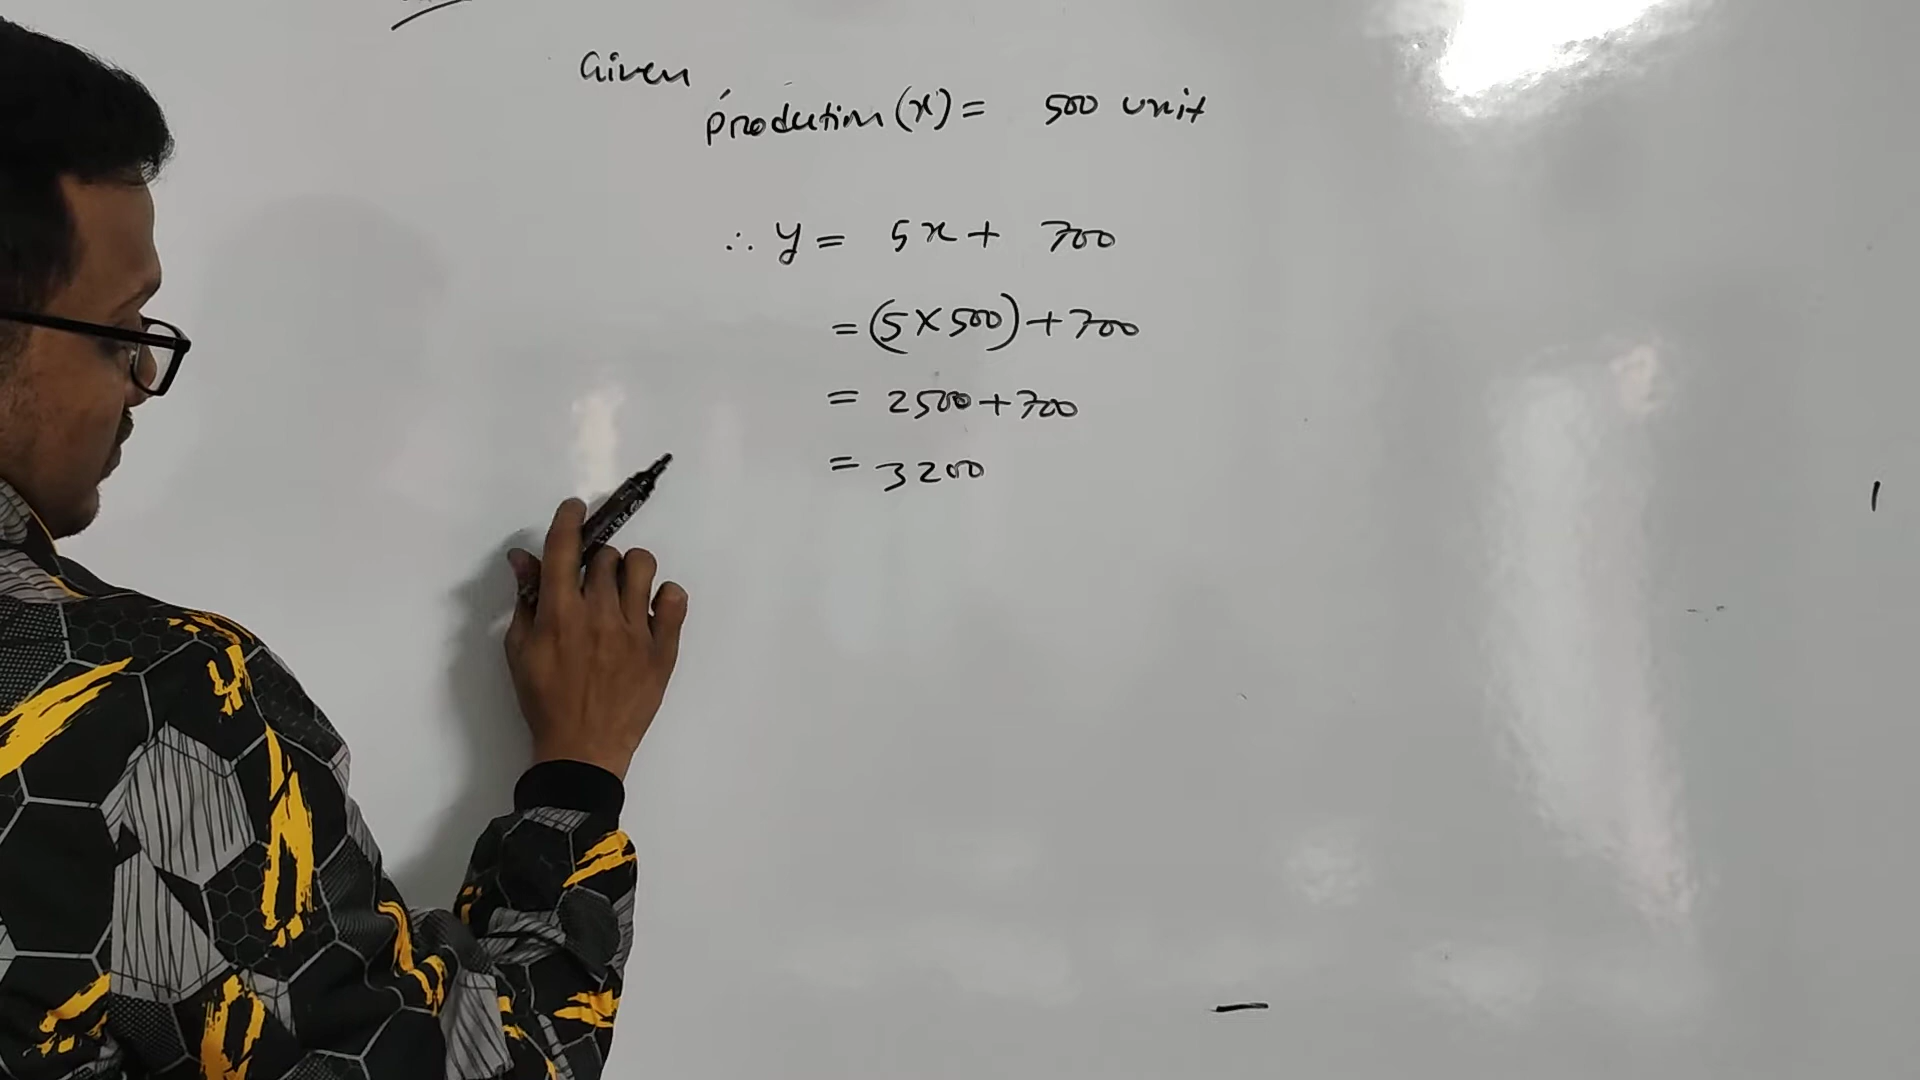 Given
production (x) = 500 unit
∴ y = 5x + 700
= (5 × 500) + 700
= 2500 + 700
= 3200